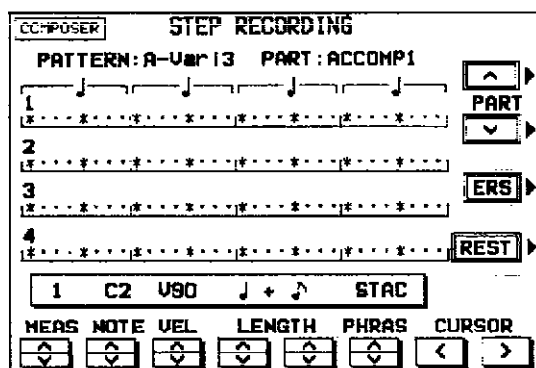 COMPOSER STEP RECORDING
PATTERN:A-Vari3 PART:ACCOMP1
PART
1
2
3
ERS
4
REST
1 C2 V90 ♩ + ♪ STAC
MEAS NOTE VEL LENGTH PHRAS CURSOR